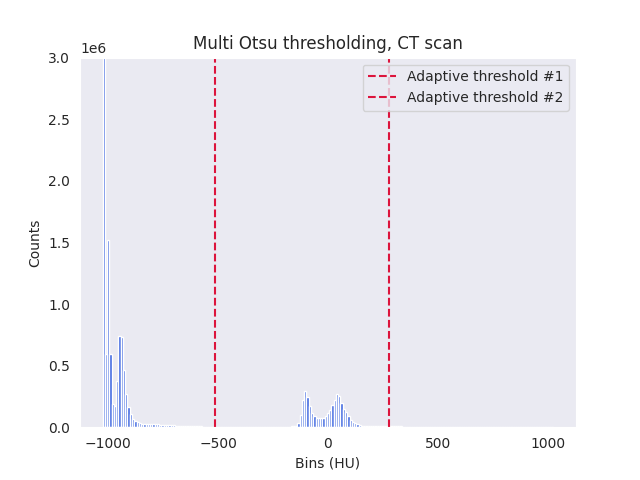 Multi Otsu thresholding, CT scan
1e6
Adaptive threshold #1
Adaptive threshold #2
3.0
2.5
2.0
1.5
1.0
0.5
0.0
Counts
−1000
−500
0
500
1000
Bins (HU)